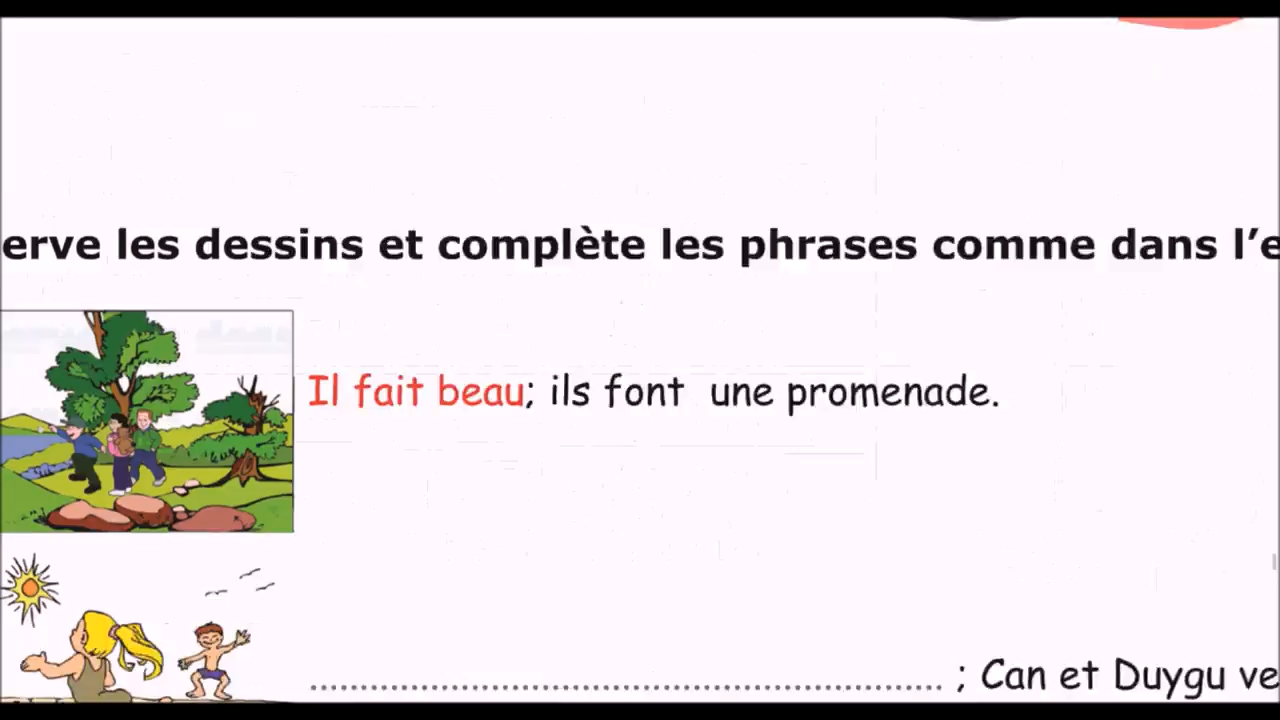 erve les dessins et complète les phrases comme dans l'e
Il fait beau; ils font une promenade.
........................................................... ; Can et Duygu ve